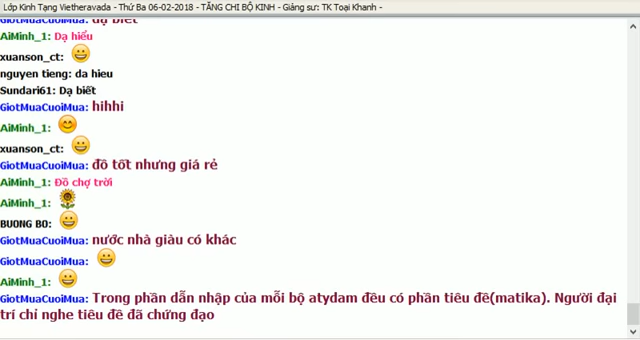 Lớp Kinh Tạng Vietheravada - Thứ Ba 06-02-2018 - TĂNG CHI BỘ KINH - Giảng sư: TK Toại Khanh -
GiotMuaCuoiMua: dạ biết
AiMinh_1: Dạ hiểu
xuanson_ct:
nguyen tieng: da hieu
Sundari61: Dạ biết
GiotMuaCuoiMua: hihhi
AiMinh_1:
xuanson_ct:
GiotMuaCuoiMua: đồ tốt nhưng giá rẻ
AiMinh_1: Đồ chợ trời
AiMinh_1:
BUONG BO:
GiotMuaCuoiMua: nước nhà giàu có khác
GiotMuaCuoiMua:
AiMinh_1:
GiotMuaCuoiMua: Trong phần dẫn nhập của mỗi bộ atydam đều có phần tiêu đề(matika). Người đại
trí chỉ nghe tiêu đề đã chứng đạo